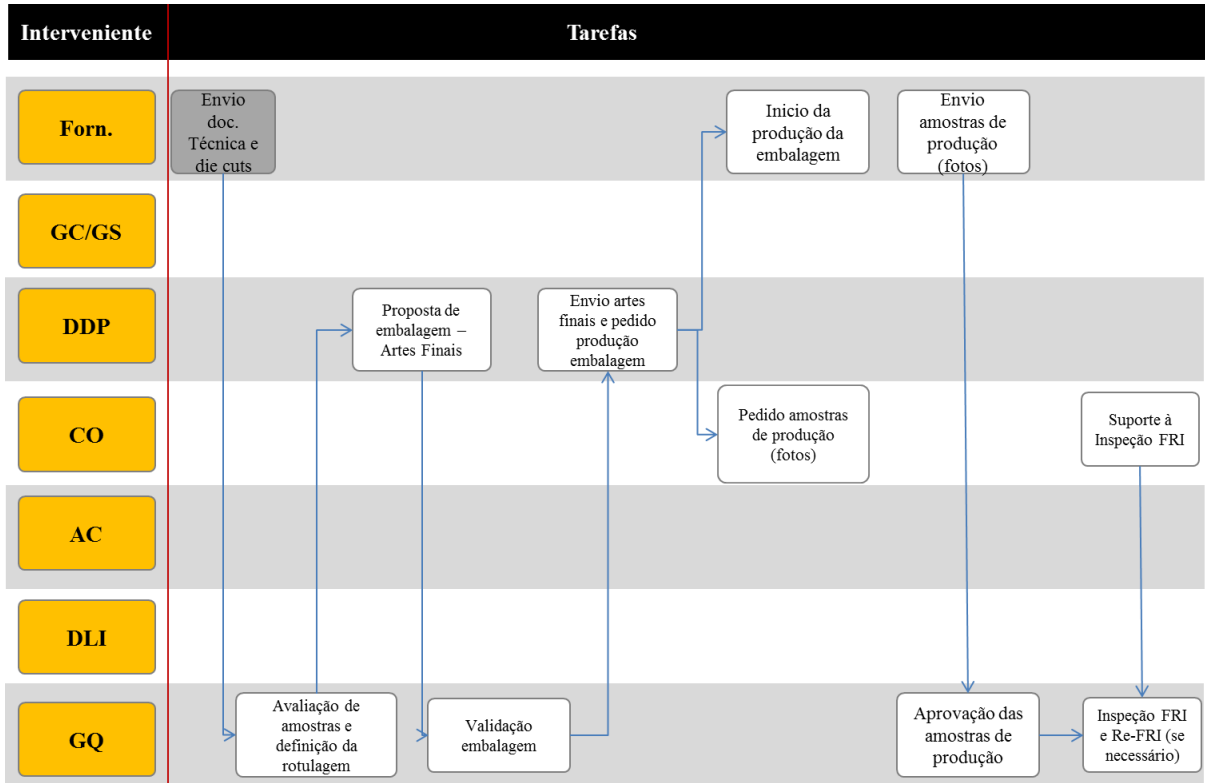 Interveniente
Tarefas
Forn.
Envio
doc.
Técnica e
die cuts
Inicio da
produção da
embalagem
Envio
amostras de
produção
(fotos)
GC/GS
DDP
Proposta de
embalagem –
Artes Finais
Envio artes
finais e pedido
produção
embalagem
CO
Pedido amostras
de produção
(fotos)
Suporte à
Inspeção FRI
AC
DLI
GQ
Avaliação de
amostras e
definição da
rotulagem
Validação
embalagem
Aprovação das
amostras de
produção
Inspeção FRI
e Re-FRI (se
necessário)